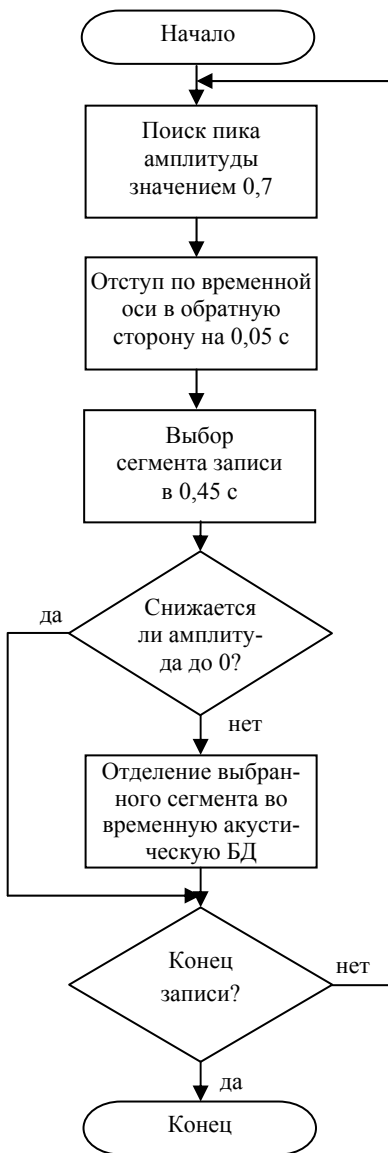 Начало
Поиск пика
амплитуды
значением 0,7
Отступ по временной
оси в обратную
сторону на 0,05 с
Выбор
сегмента записи
в 0,45 с
да
Снижается
ли амплиту-
да до 0?
нет
Отделение выбран-
ного сегмента во
временную акусти-
ческую БД
Конец
записи?
нет
да
Конец